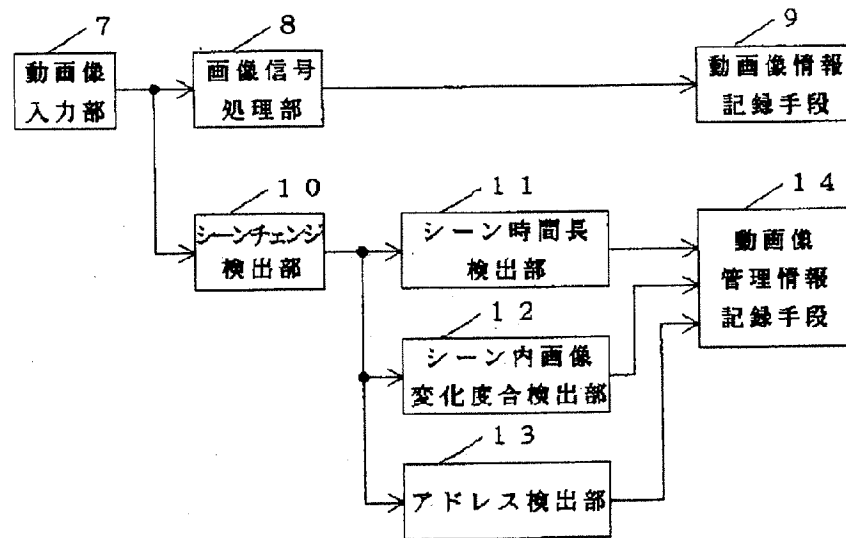 7
動画像
入力部
8
画像信号
処理部
9
動画像情報
記録手段
10
シーンチェンジ
検出部
11
シーン時間長
検出部
12
シーン内画像
変化度合検出部
13
アドレス検出部
14
動画像
管理情報
記録手段